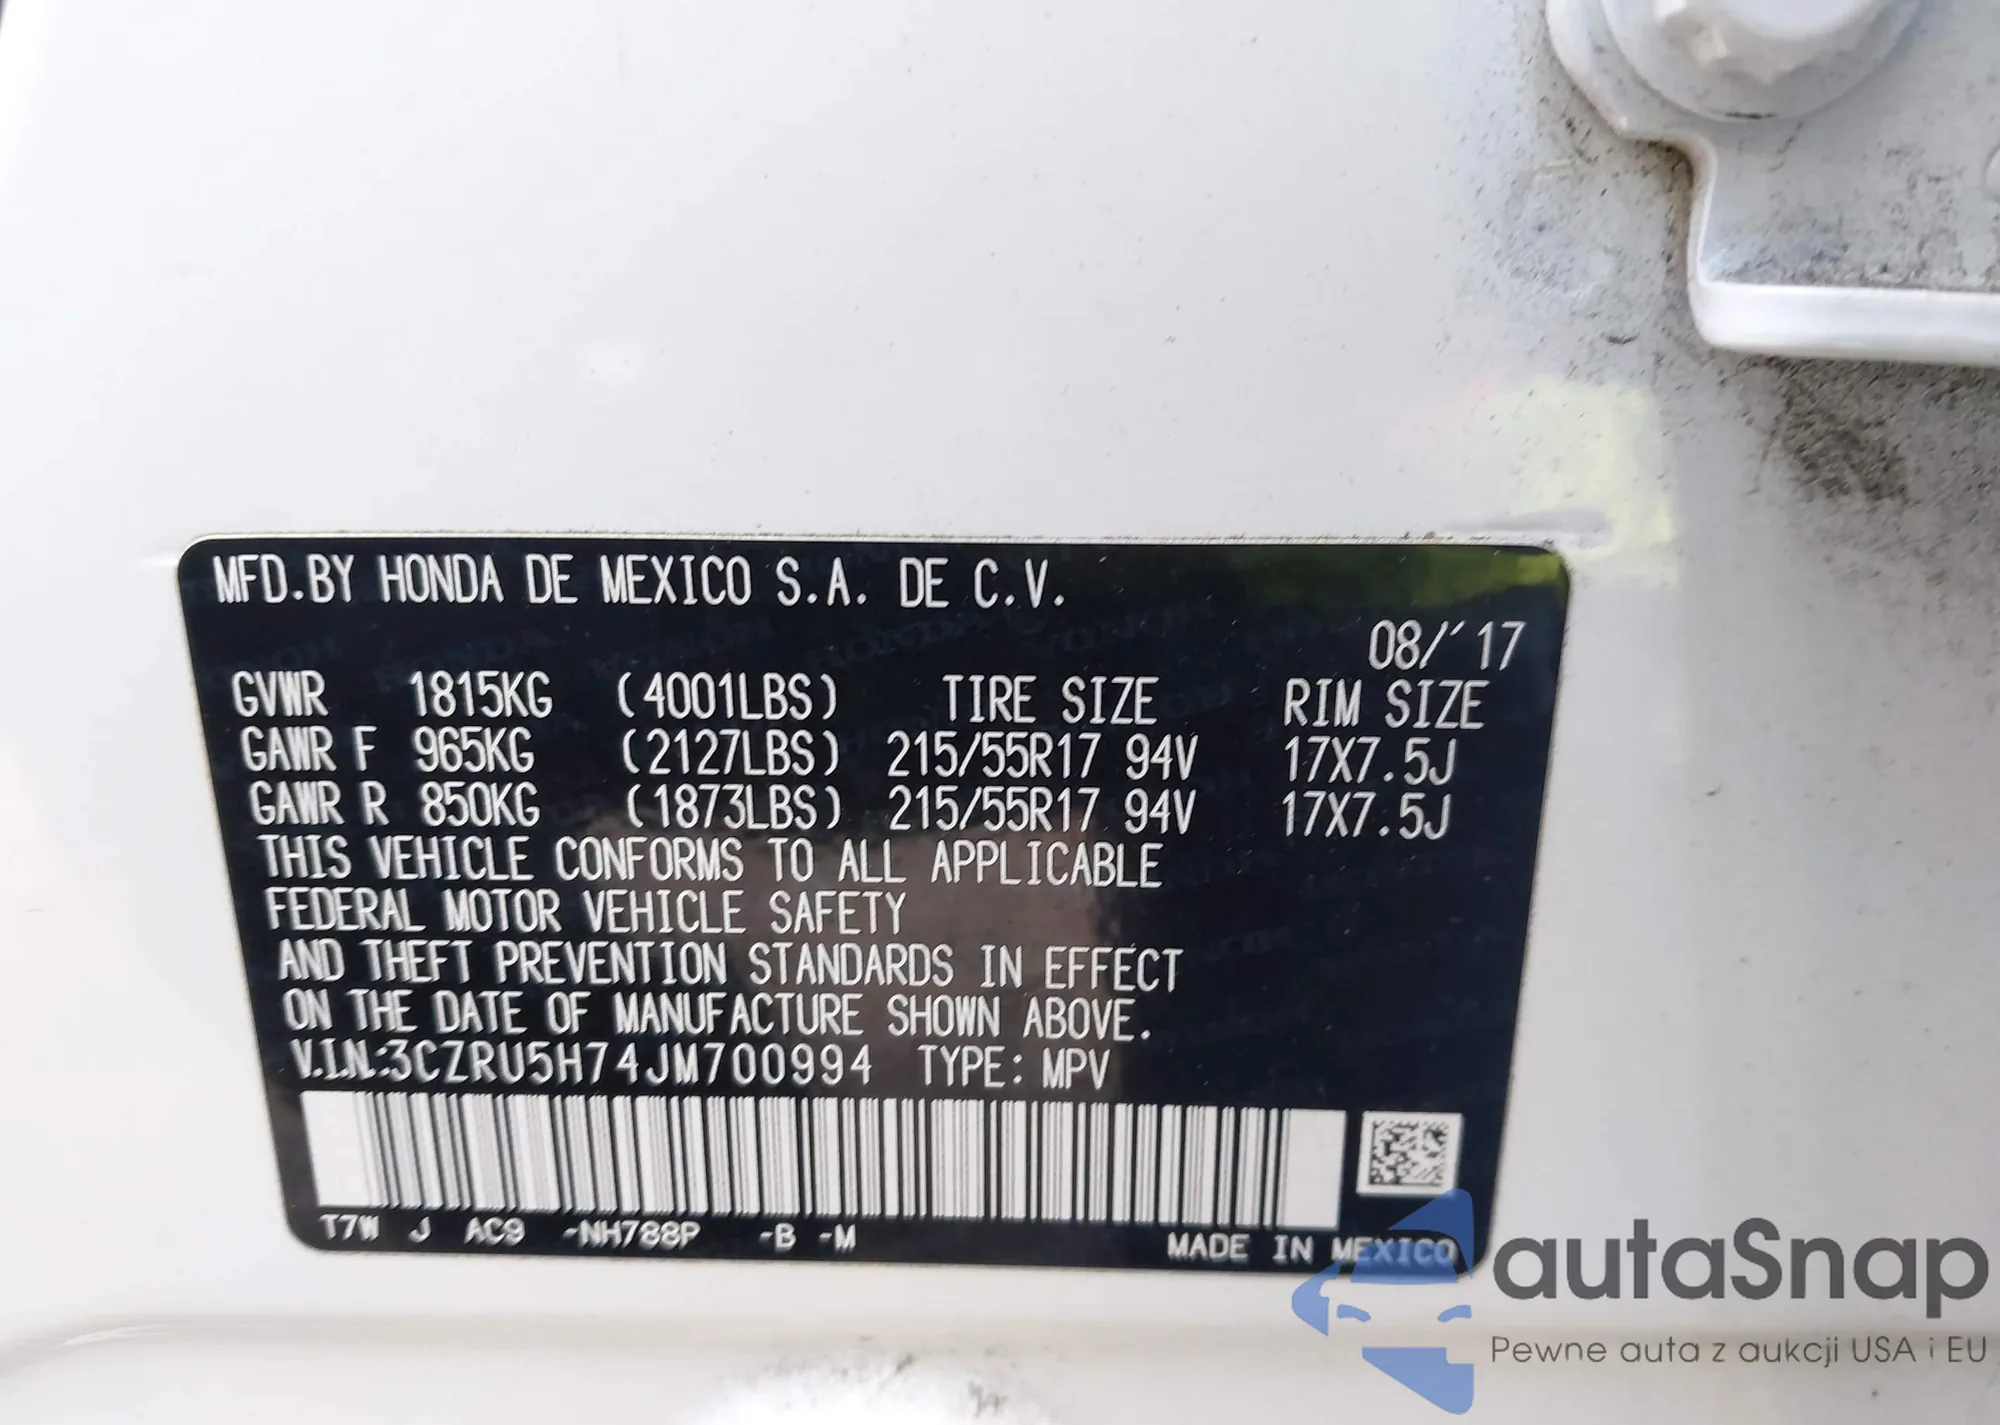 MFD.BY HONDA DE MEXICO S.A. DE C.V.
08/'17
GVWR 1815KG (4001LBS) TIRE SIZE RIM SIZE
GAWR F 965KG (2127LBS) 215/55R17 94V 17X7.5J
GAWR R 850KG (1873LBS) 215/55R17 94V 17X7.5J
THIS VEHICLE CONFORMS TO ALL APPLICABLE
FEDERAL MOTOR VEHICLE SAFETY
AND THEFT PREVENTION STANDARDS IN EFFECT
ON THE DATE OF MANUFACTURE SHOWN ABOVE.
V.I.N.:3CZRU5H74JM700994 TYPE: MPV
T7W J AC9 -NH788P -B -M
MADE IN MEXICO
autaSnap
Pewne auta z aukcji USA i EU